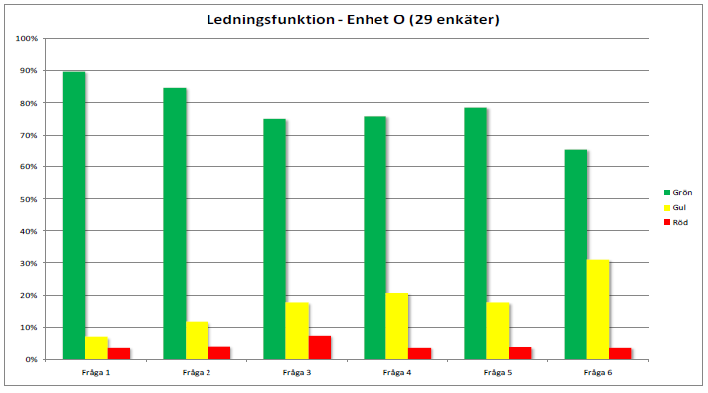 Ledningsfunktion - Enhet O (29 enkäter)
100%
90%
80%
70%
60%
50%
40%
30%
20%
10%
0%
Fråga 1
Fråga 2
Fråga 3
Fråga 4
Fråga 5
Fråga 6
Grön
Gul
Röd